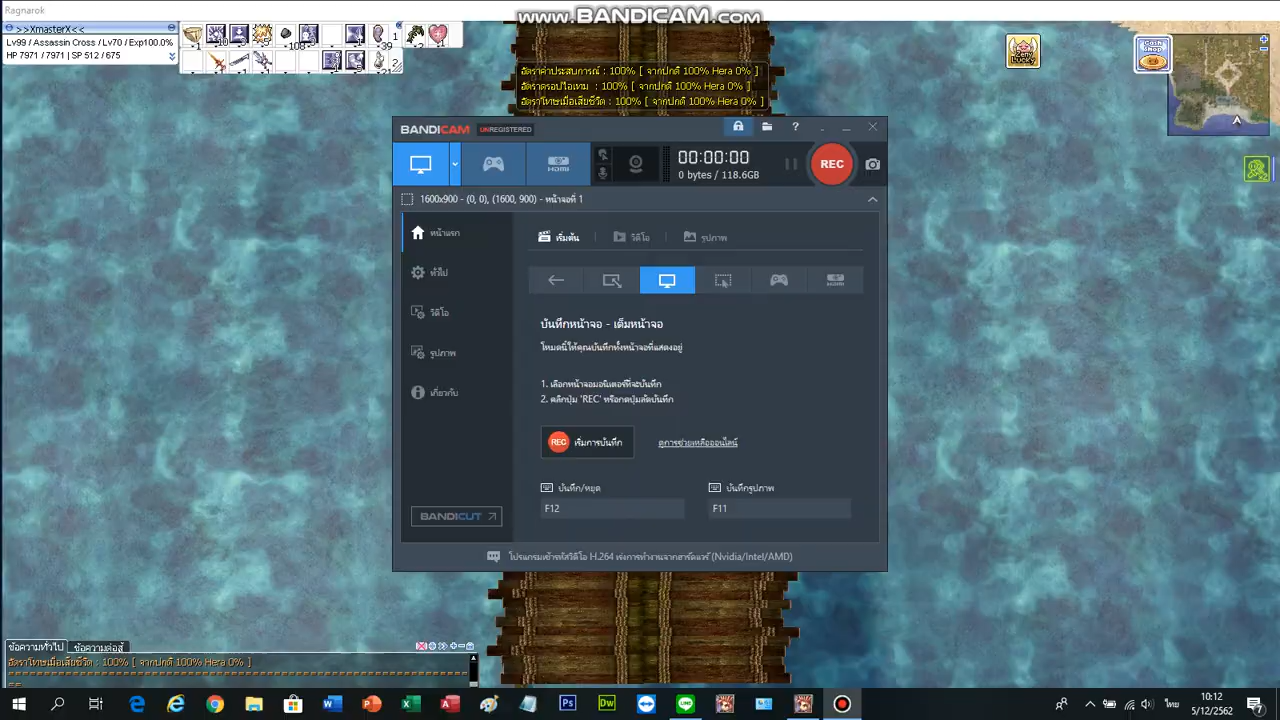 Ragnarok
www.BANDICAM.com
>>XmasterX<<
Lv99 / Assassin Cross / Lv70 / Exp100.0%
HP 7971 / 7971 | SP 512 / 675
Zeny Lucky
Cash Shop
อัตราค่าประสบการณ์ : 100% [ จากปกติ 100% Hera 0% ]
อัตราดรอปไอเทม : 100% [ จากปกติ 100% Hera 0% ]
อัตราโทษเมื่อเสียชีวิต : 100% [ จากปกติ 100% Hera 0% ]
BANDICAM UNREGISTERED
HDMI
00:00:00
0 bytes / 118.6GB
REC
1600x900 - (0, 0), (1600, 900) - หน้าจอที่ 1
หน้าแรก
ทั่วไป
วิดีโอ
รูปภาพ
เกี่ยวกับ
BANDICUT
เริ่มต้น
วิดีโอ
รูปภาพ
HDMI
บันทึกหน้าจอ - เต็มหน้าจอ
โหมดนี้ให้คุณบันทึกทั้งหน้าจอที่แสดงอยู่
1. เลือกหน้าจอมอนิเตอร์ที่จะบันทึก
2. คลิกปุ่ม 'REC' หรือกดปุ่มลัดบันทึก
REC เริ่มการบันทึก
ดูการช่วยเหลือออนไลน์
บันทึก/หยุด
บันทึกรูปภาพ
F12
F11
โปรแกรมเข้ารหัสวิดีโอ H.264 เร่งการทำงานจากฮาร์ดแวร์ (Nvidia/Intel/AMD)
ข้อความทั่วไป
ข้อความต่อสู้
อัตราโทษเมื่อเสียชีวิต : 100% [ จากปกติ 100% Hera 0% ]
ไทย
10:12
5/12/2562